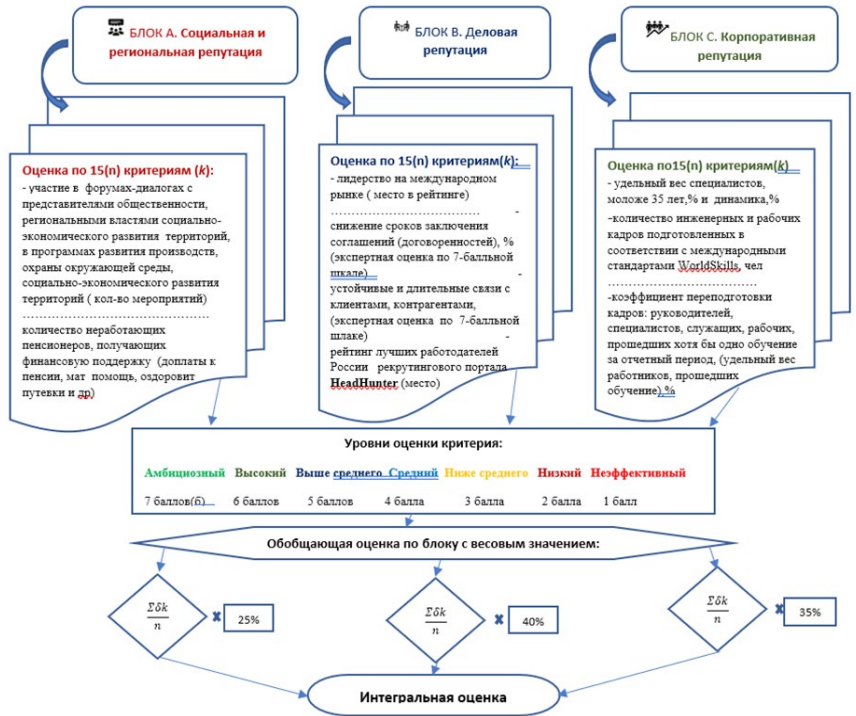 БЛОК А. Социальная и
региональная репутация
БЛОК В. Деловая
репутация
БЛОК С. Корпоративная
репутация
Оценка по 15(n) критериям (k):
- участие в форумах-диалогах с
представителями общественности,
региональными властями социально-
экономического развития территорий,
в программах развития производств,
охраны окружающей среды,
социально-экономического развития
территорий ( кол-во мероприятий)
……………………………………
количество неработающих
пенсионеров, получающих
финансовую поддержку (доплаты к
пенсии, мат помощь, оздоровит
путевки и др)
Оценка по 15(n) критериям(k):
- лидерство на международном
рынке ( место в рейтинге)
…………………………… -
снижение сроков заключения
соглашений (договоренностей), %
(экспертная оценка по 7-балльной
шкале) -
устойчивые и длительные связи с
клиентами, контрагентами,
(экспертная оценка по 7-балльной
шлаке) -
рейтинг лучших работодателей
России рекрутингового портала
HeadHunter (место)
Оценка по15(n) критериям(k)
- удельный вес специалистов,
моложе 35 лет,% и динамика,%
-количество инженерных и рабочих
кадров подготовленных в
соответствии с международными
стандартами WorldSkills, чел
……………………………
-коэффициент переподготовки
кадров: руководителей,
специалистов, служащих, рабочих,
прошедших хотя бы одно обучение
за отчетный период, (удельный вес
работников, прошедших
обучение),%
Уровни оценки критерия:
Амбициозный Высокий Выше среднего Средний Ниже среднего Низкий Неэффективный
7 баллов(б) 6 баллов 5 баллов 4 балла 3 балла 2 балла 1 балл
Обобщающая оценка по блоку с весовым значением:
Σδk
n
25%
Σδk
n
40%
Σδk
n
35%
Интегральная оценка